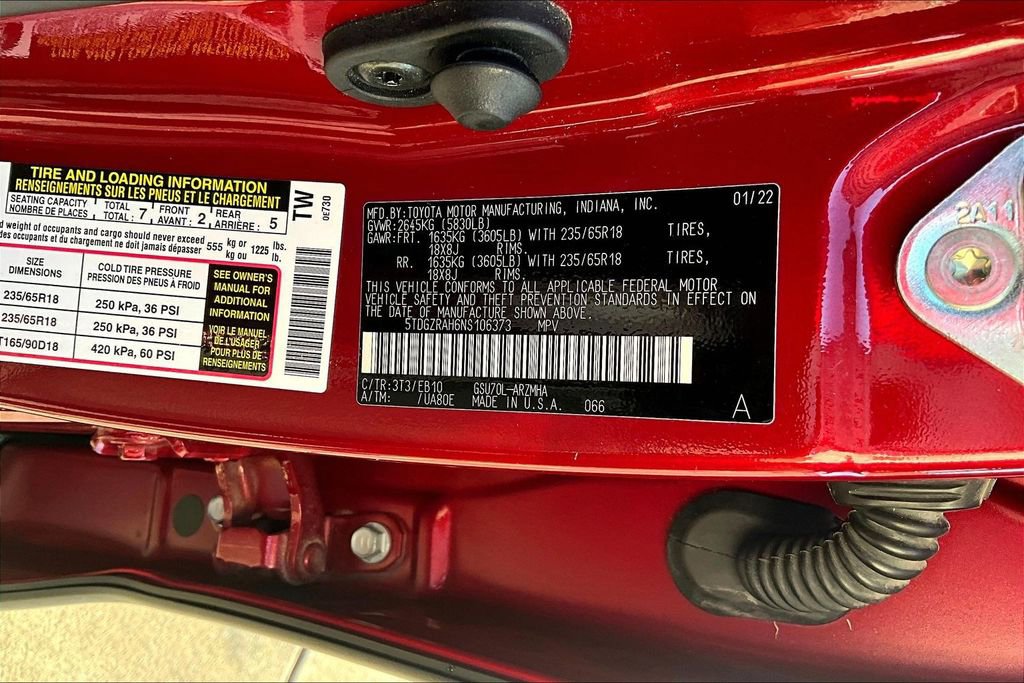 TIRE AND LOADING INFORMATION
RENSEIGNEMENTS SUR LES PNEUS ET LE CHARGEMENT
SEATING CAPACITY
NOMBRE DE PLACES
TOTAL
TOTAL : 7
FRONT
AVANT : 2
REAR
ARRIÈRE : 5
TW
0E730
weight of occupants and cargo should never exceed 555 kg or 1225 lbs.
des occupants et du chargement ne doit jamais dépasser kg ou lb.
SIZE
DIMENSIONS
COLD TIRE PRESSURE
PRESSION DES PNEUS À FROID
235/65R18 250 kPa, 36 PSI
235/65R18 250 kPa, 36 PSI
T165/90D18 420 kPa, 60 PSI
SEE OWNER'S
MANUAL FOR
ADDITIONAL
INFORMATION
VOIR LE MANUEL
DE L'USAGER
POUR PLUS DE
RENSEIGNEMENTS
MFD.BY:TOYOTA MOTOR MANUFACTURING, INDIANA, INC. 01/22
GVWR:2645KG (5830LB)
GAWR:FRT. 1635KG (3605LB) WITH 235/65R18 TIRES,
18X8J RIMS.
RR. 1635KG (3605LB) WITH 235/65R18 TIRES,
18X8J RIMS.
THIS VEHICLE CONFORMS TO ALL APPLICABLE FEDERAL MOTOR
VEHICLE SAFETY AND THEFT PREVENTION STANDARDS IN EFFECT ON
THE DATE OF MANUFACTURE SHOWN ABOVE.
5TDGZRAH6NS106373 MPV
C/TR:3T3/EB10 GSU70L-ARZMHA
A/TM: /UA80E MADE IN U.S.A. 066
A
2A11